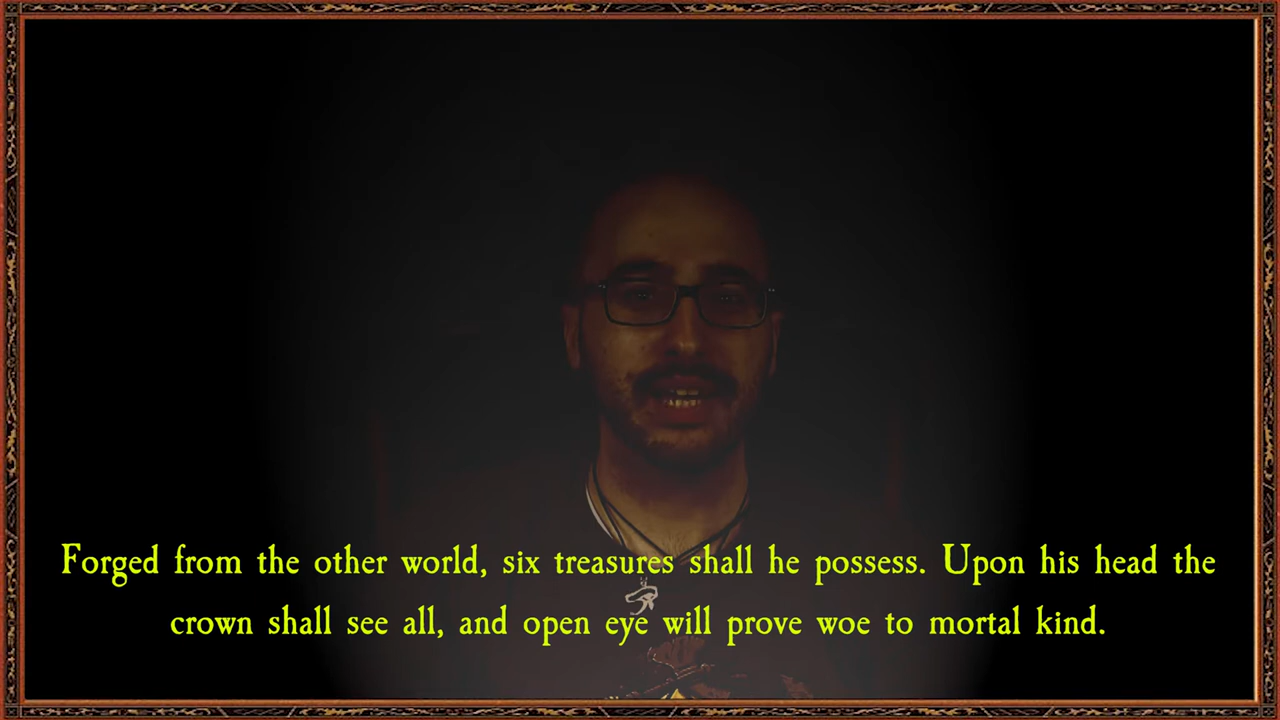 Forged from the other world, six treasures shall he possess. Upon his head the
crown shall see all, and open eye will prove woe to mortal kind.